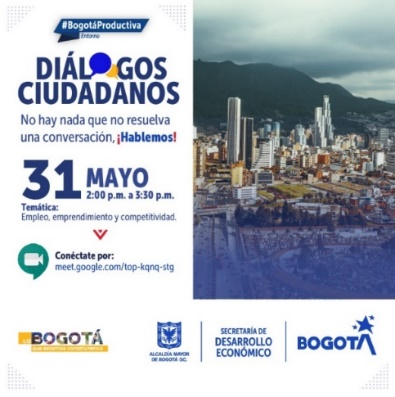 #BogotáProductiva
Entorno
DIÁLOGOS
CIUDADANOS
No hay nada que no resuelva
una conversación, ¡Hablemos!
31 MAYO
2:00 p.m. a 3:30 p.m.
Temática:
Empleo, emprendimiento y competitividad.
Conéctate por:
meet.google.com/top-kqnq-stg
BOGOTÁ
ALCALDÍA MAYOR
DE BOGOTÁ D.C.
SECRETARÍA DE
DESARROLLO
ECONÓMICO
BOGOTÁ